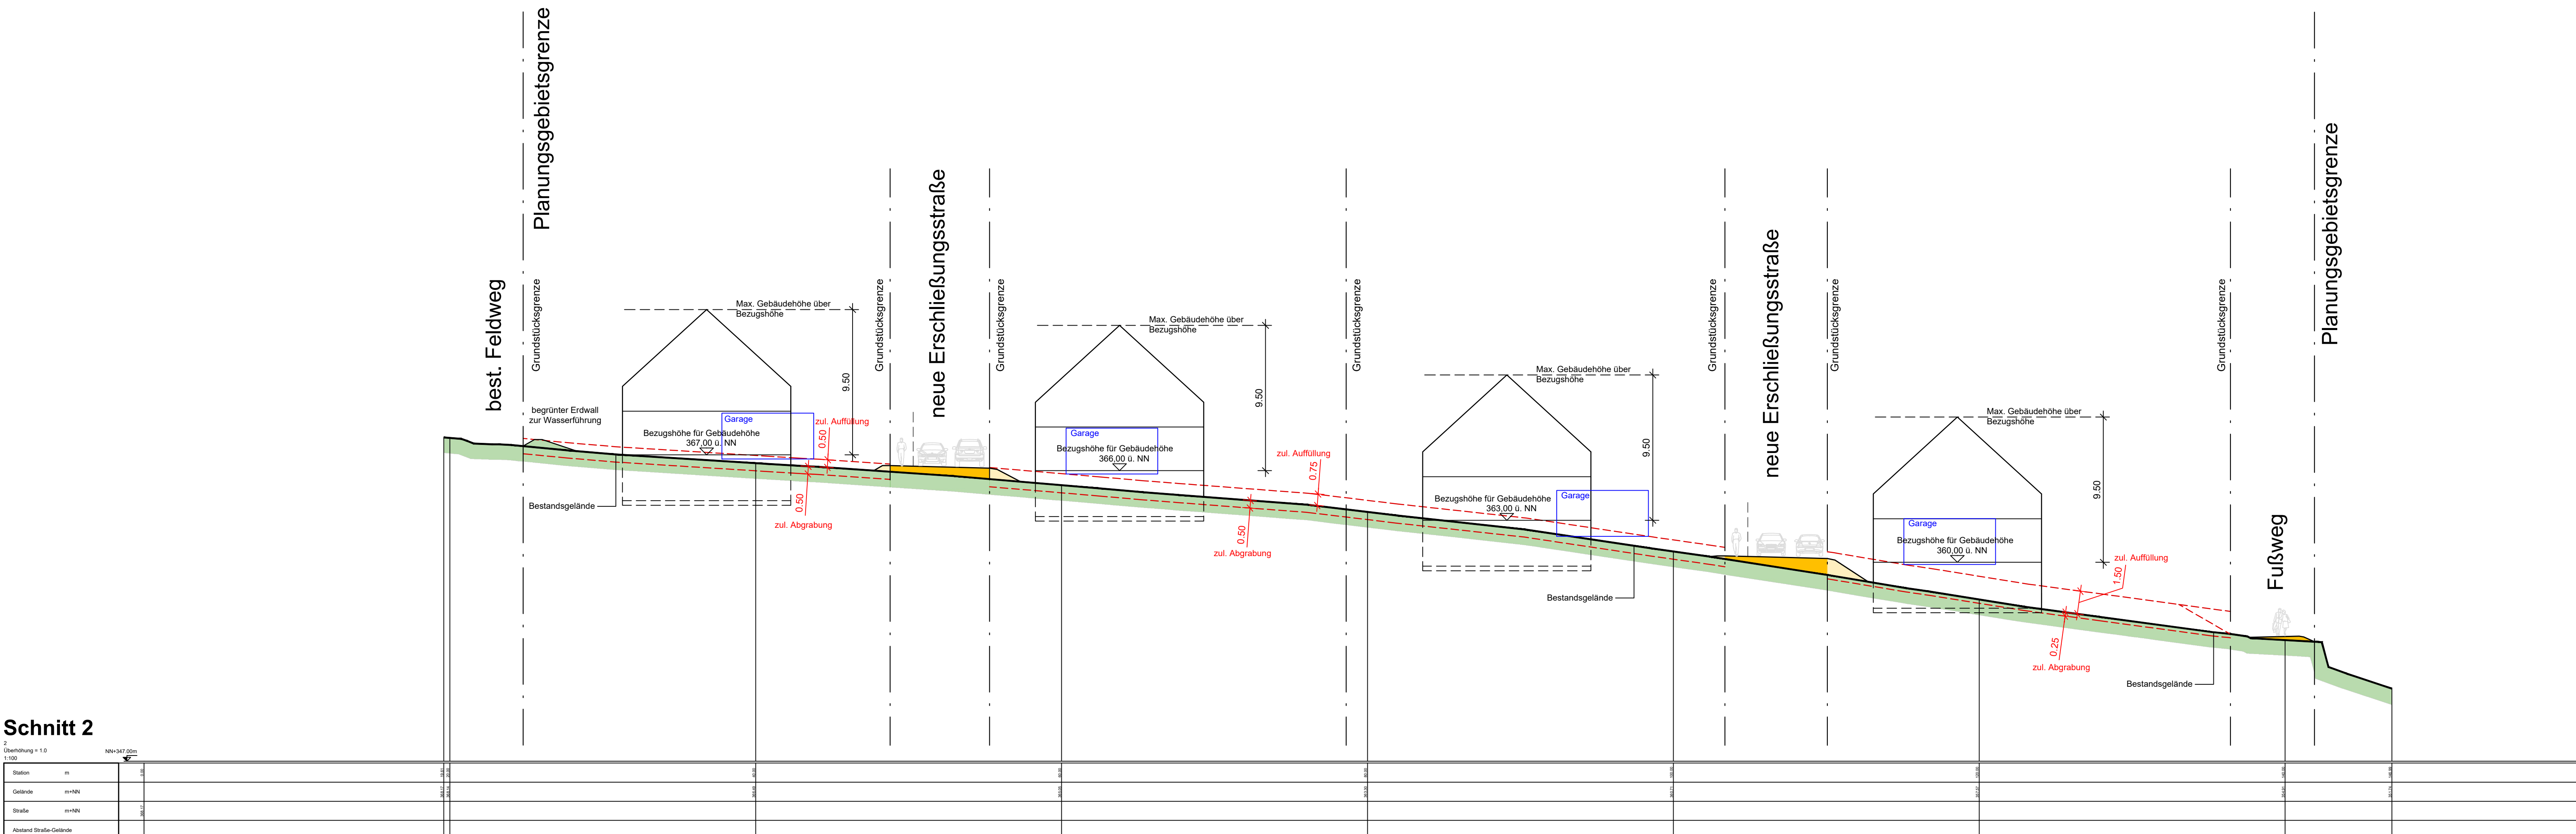 Planungsgebietsgrenze
best. Feldweg
Grundstücksgrenze
begrünter Erdwall
zur Wasserführung
Bestandsgelände
Max. Gebäudehöhe über
Bezugshöhe
9.50
Garage
Bezugshöhe für Gebäudehöhe
367,00 ü. NN
zul. Auffüllung
0.50
0.50
zul. Abgrabung
Grundstücksgrenze
neue Erschließungsstraße
Grundstücksgrenze
Max. Gebäudehöhe über
Bezugshöhe
9.50
Garage
Bezugshöhe für Gebäudehöhe
366,00 ü. NN
zul. Auffüllung
0.75
0.50
zul. Abgrabung
Grundstücksgrenze
Max. Gebäudehöhe über
Bezugshöhe
9.50
Garage
Bezugshöhe für Gebäudehöhe
363,00 ü. NN
Bestandsgelände
Grundstücksgrenze
neue Erschließungsstraße
Grundstücksgrenze
Max. Gebäudehöhe über
Bezugshöhe
9.50
Garage
Bezugshöhe für Gebäudehöhe
360,00 ü. NN
zul. Auffüllung
1.50
0.25
zul. Abgrabung
Bestandsgelände
Grundstücksgrenze
Fußweg
Planungsgebietsgrenze
Schnitt 2
2
Überhöhung = 1.0
1:100
NN+347.00m
Station m
Gelände m+NN
Straße m+NN
Abstand Straße-Gelände